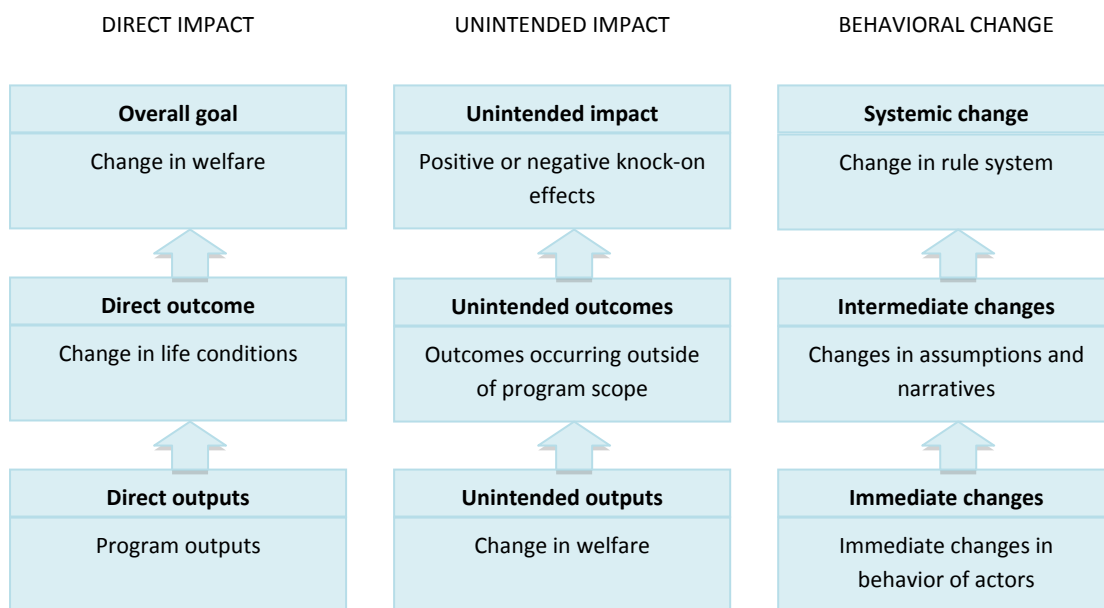 DIRECT IMPACT
UNINTENDED IMPACT
BEHAVIORAL CHANGE
Overall goal
Change in welfare
Unintended impact
Positive or negative knock-on
effects
Systemic change
Change in rule system
Direct outcome
Change in life conditions
Unintended outcomes
Outcomes occurring outside
of program scope
Intermediate changes
Changes in assumptions and
narratives
Direct outputs
Program outputs
Unintended outputs
Change in welfare
Immediate changes
Immediate changes in
behavior of actors